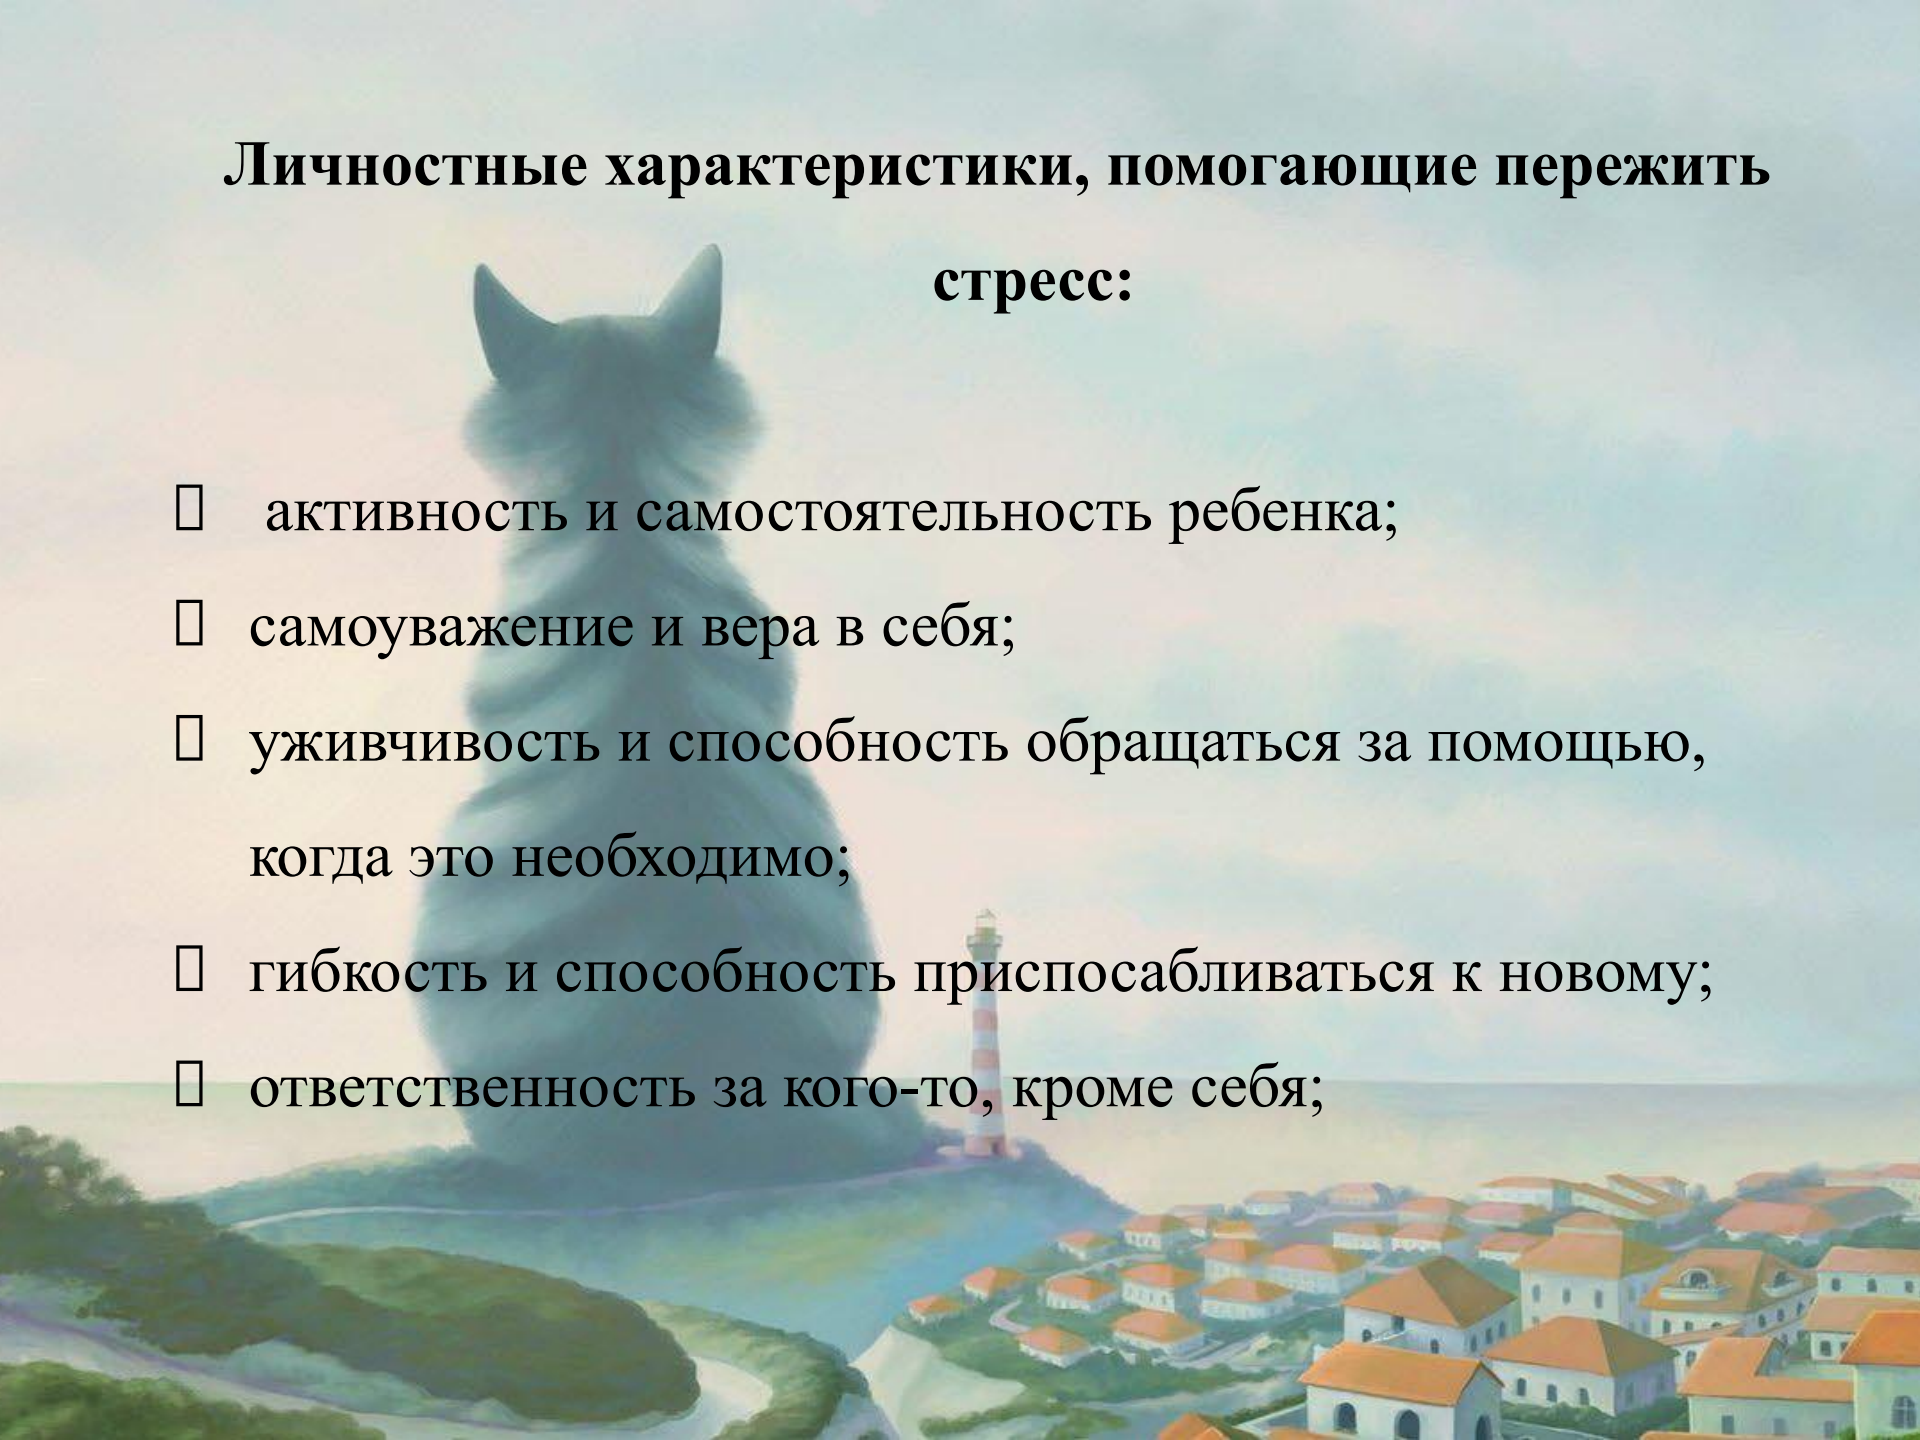 Личностные характеристики, помогающие пережить
стресс:
активность и самостоятельность ребенка;
самоуважение и вера в себя;
уживчивость и способность обращаться за помощью,
когда это необходимо;
гибкость и способность приспосабливаться к новому;
ответственность за кого-то, кроме себя;